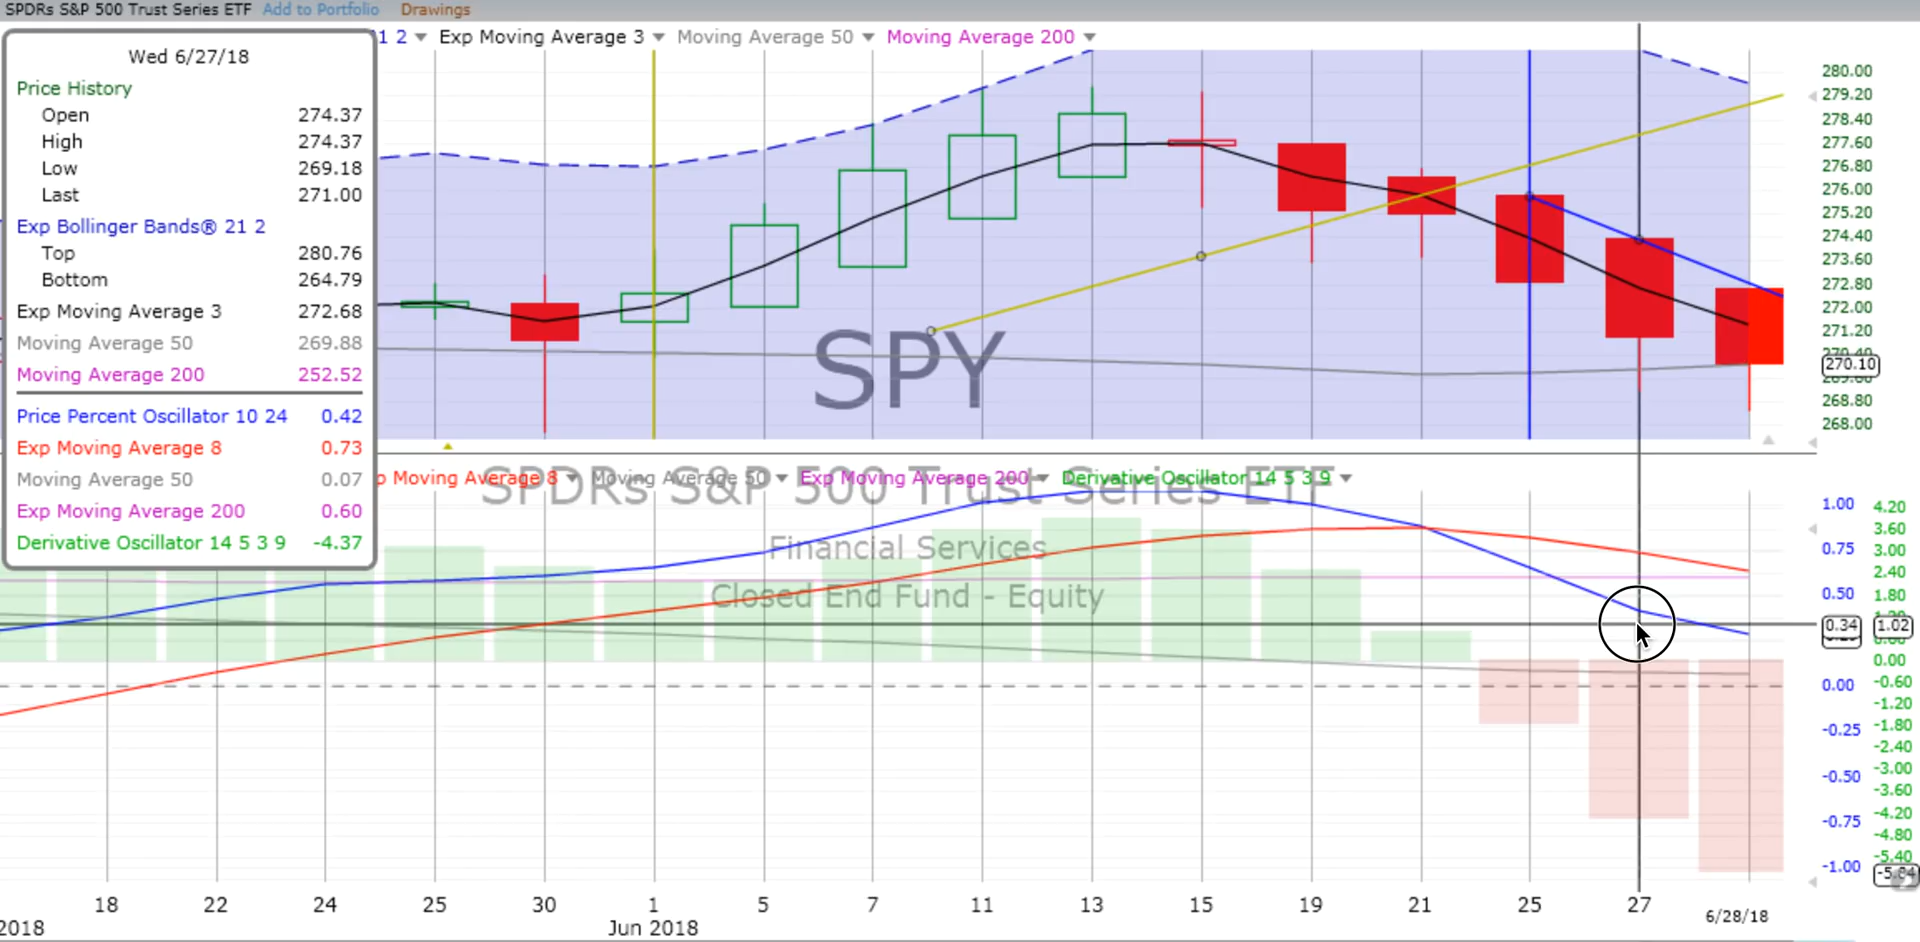 SPDRs S&P 500 Trust Series ETF Add to Portfolio Drawings
21 2 Exp Moving Average 3 Moving Average 50 Moving Average 200
Wed 6/27/18
Price History
Open 274.37
High 274.37
Low 269.18
Last 271.00
Exp Bollinger Bands® 21 2
Top 280.76
Bottom 264.79
Exp Moving Average 3 272.68
Moving Average 50 269.88
Moving Average 200 252.52
Price Percent Oscillator 10 24 0.42
Exp Moving Average 8 0.73
Moving Average 50 0.07
Exp Moving Average 200 0.60
Derivative Oscillator 14 5 3 9 -4.37
SPY
280.00
279.20
278.40
277.60
276.80
276.00
275.20
274.40
273.60
272.80
272.00
271.20
270.40
270.10
269.60
268.80
268.00
p Moving Average 8 Moving Average 50 Exp Moving Average 200 Derivative Oscillator 14 5 3 9
SPDRs S&P 500 Trust Series ETF
Financial Services
Closed End Fund - Equity
1.00
0.75
0.50
0.34
0.00
-0.25
-0.50
-0.75
-1.00
4.20
3.60
3.00
2.40
1.80
1.02
0.00
-0.60
-1.20
-1.80
-2.40
-3.00
-3.60
-4.20
-4.80
-5.40
18 22 24 25 30 1 5 7 11 13 15 19 21 25 27 6/28/18
2018 Jun 2018